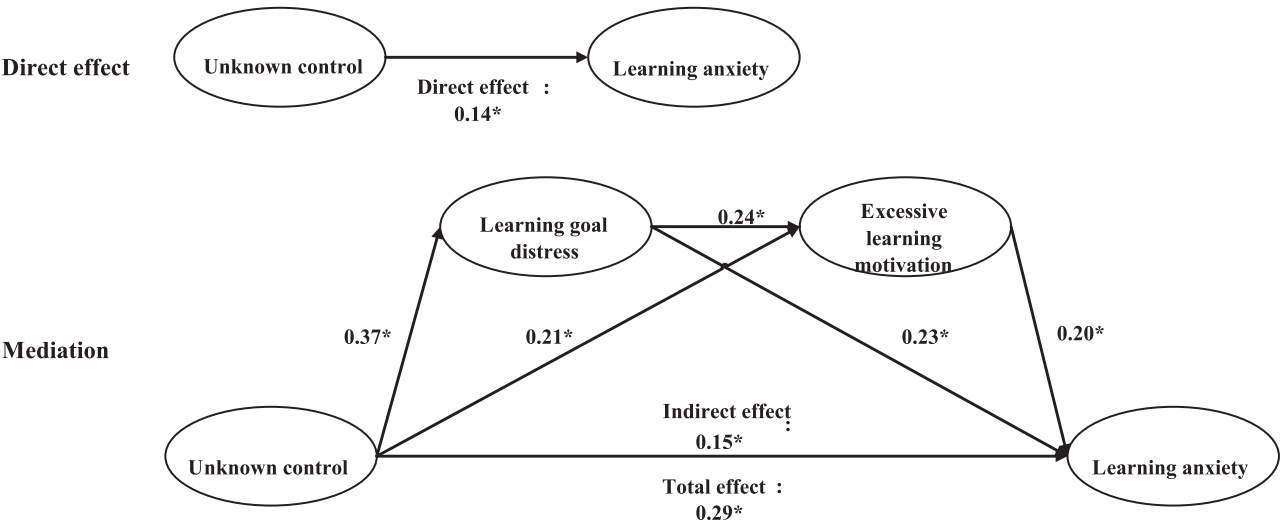 Direct effect
Unknown control
Learning anxiety
Direct effect :
0.14*
Learning goal
distress
0.24*
Excessive
learning
motivation
0.37*
0.21*
0.23*
0.20*
Mediation
Indirect effect :
0.15*
Unknown control
Learning anxiety
Total effect :
0.29*